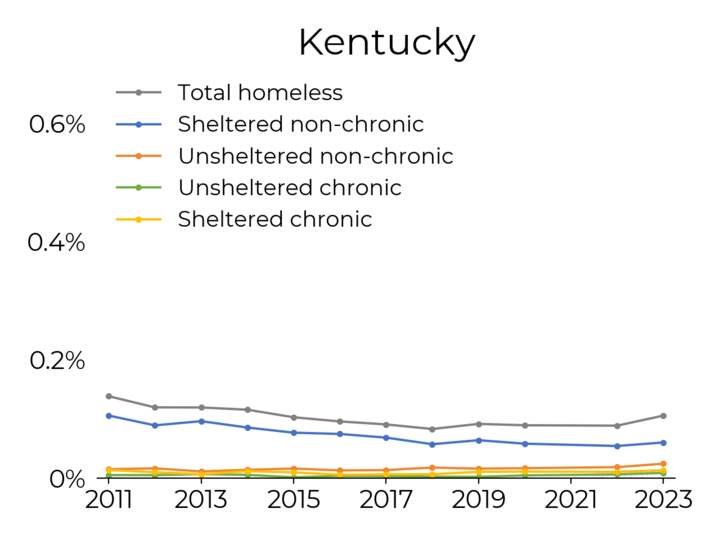 Kentucky
Total homeless
Sheltered non-chronic
Unsheltered non-chronic
Unsheltered chronic
Sheltered chronic
0.6%
0.4%
0.2%
0%
2011 2013 2015 2017 2019 2021 2023